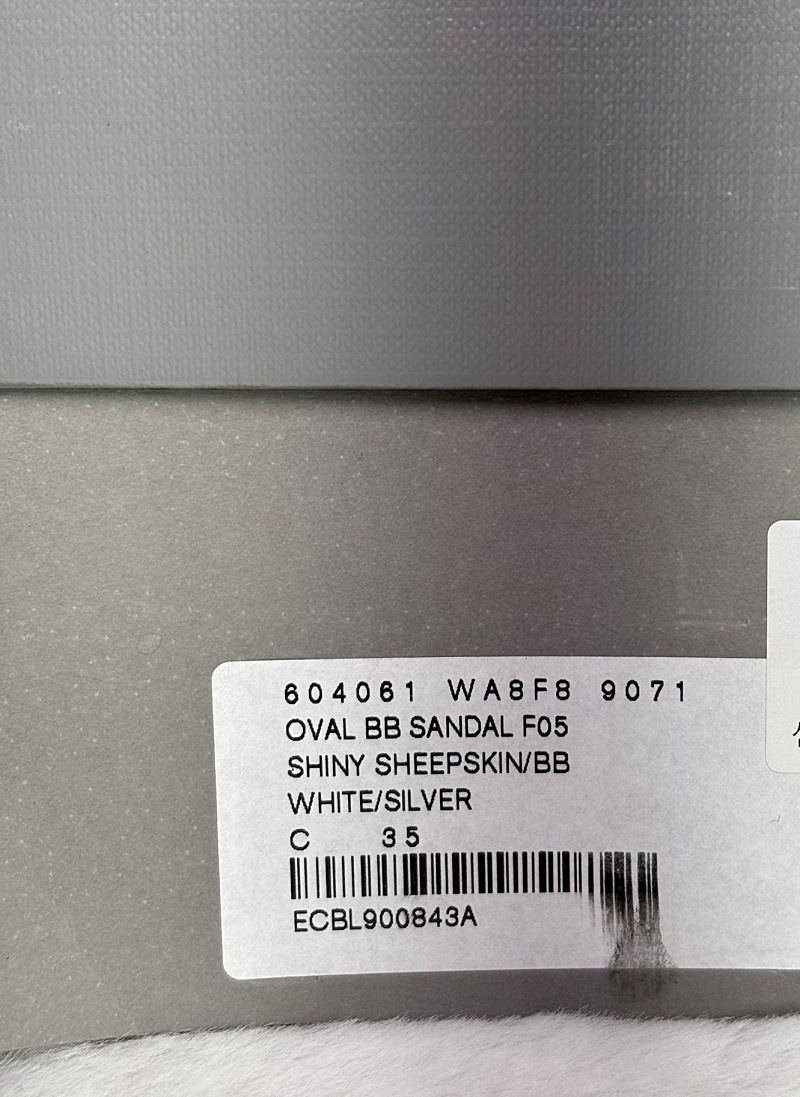 604061 WA8F8 9071
OVAL BB SANDAL F05
SHINY SHEEPSKIN/BB
WHITE/SILVER
C 35
ECBL900843A